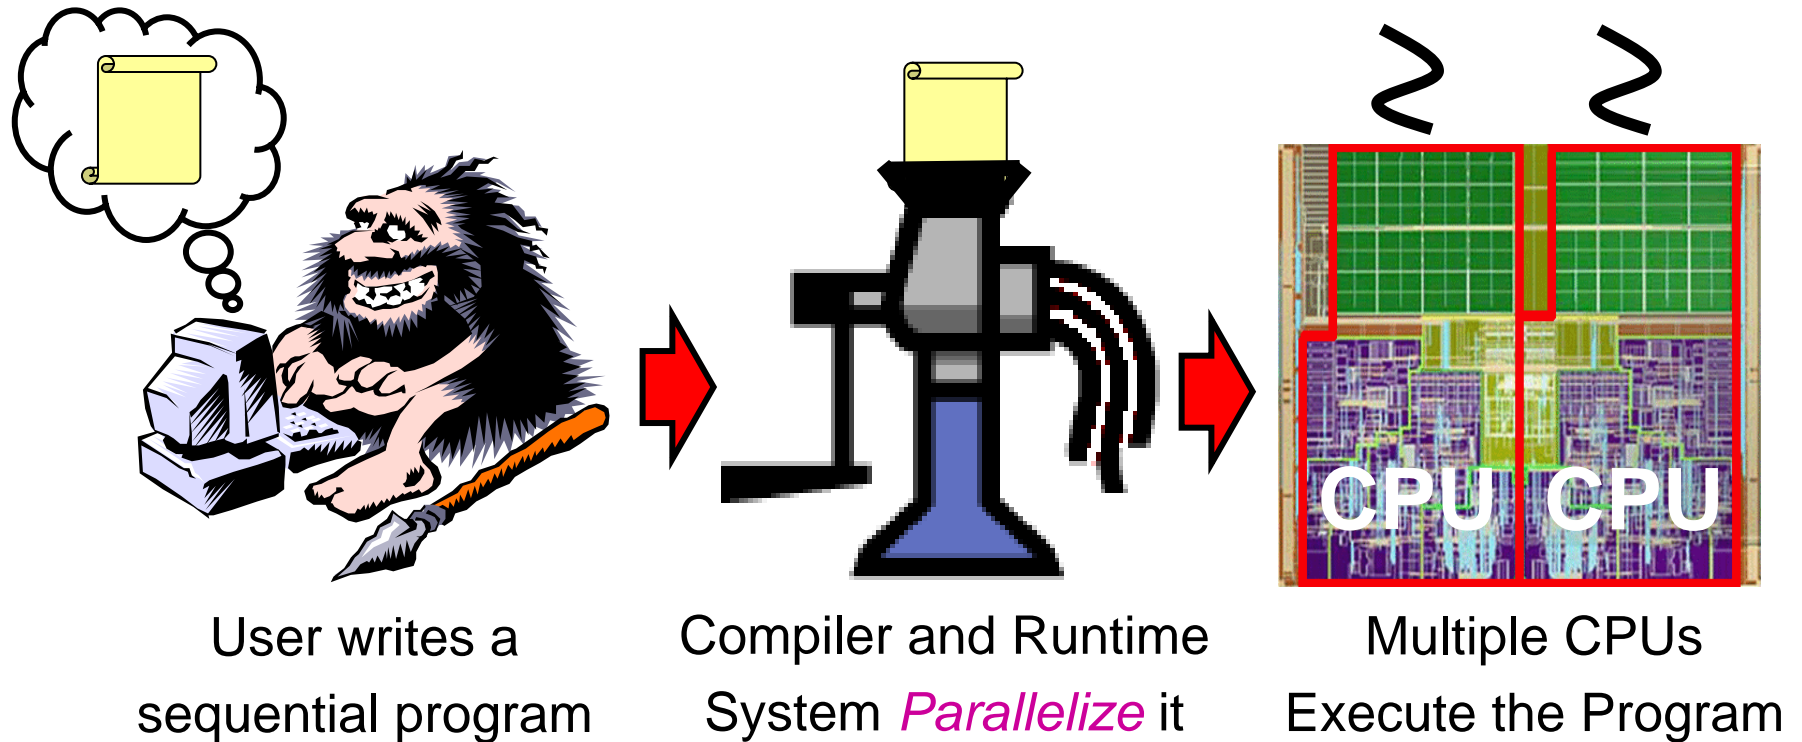 CPU CPU
User writes a
sequential program
Compiler and Runtime
System Parallelize it
Multiple CPUs
Execute the Program